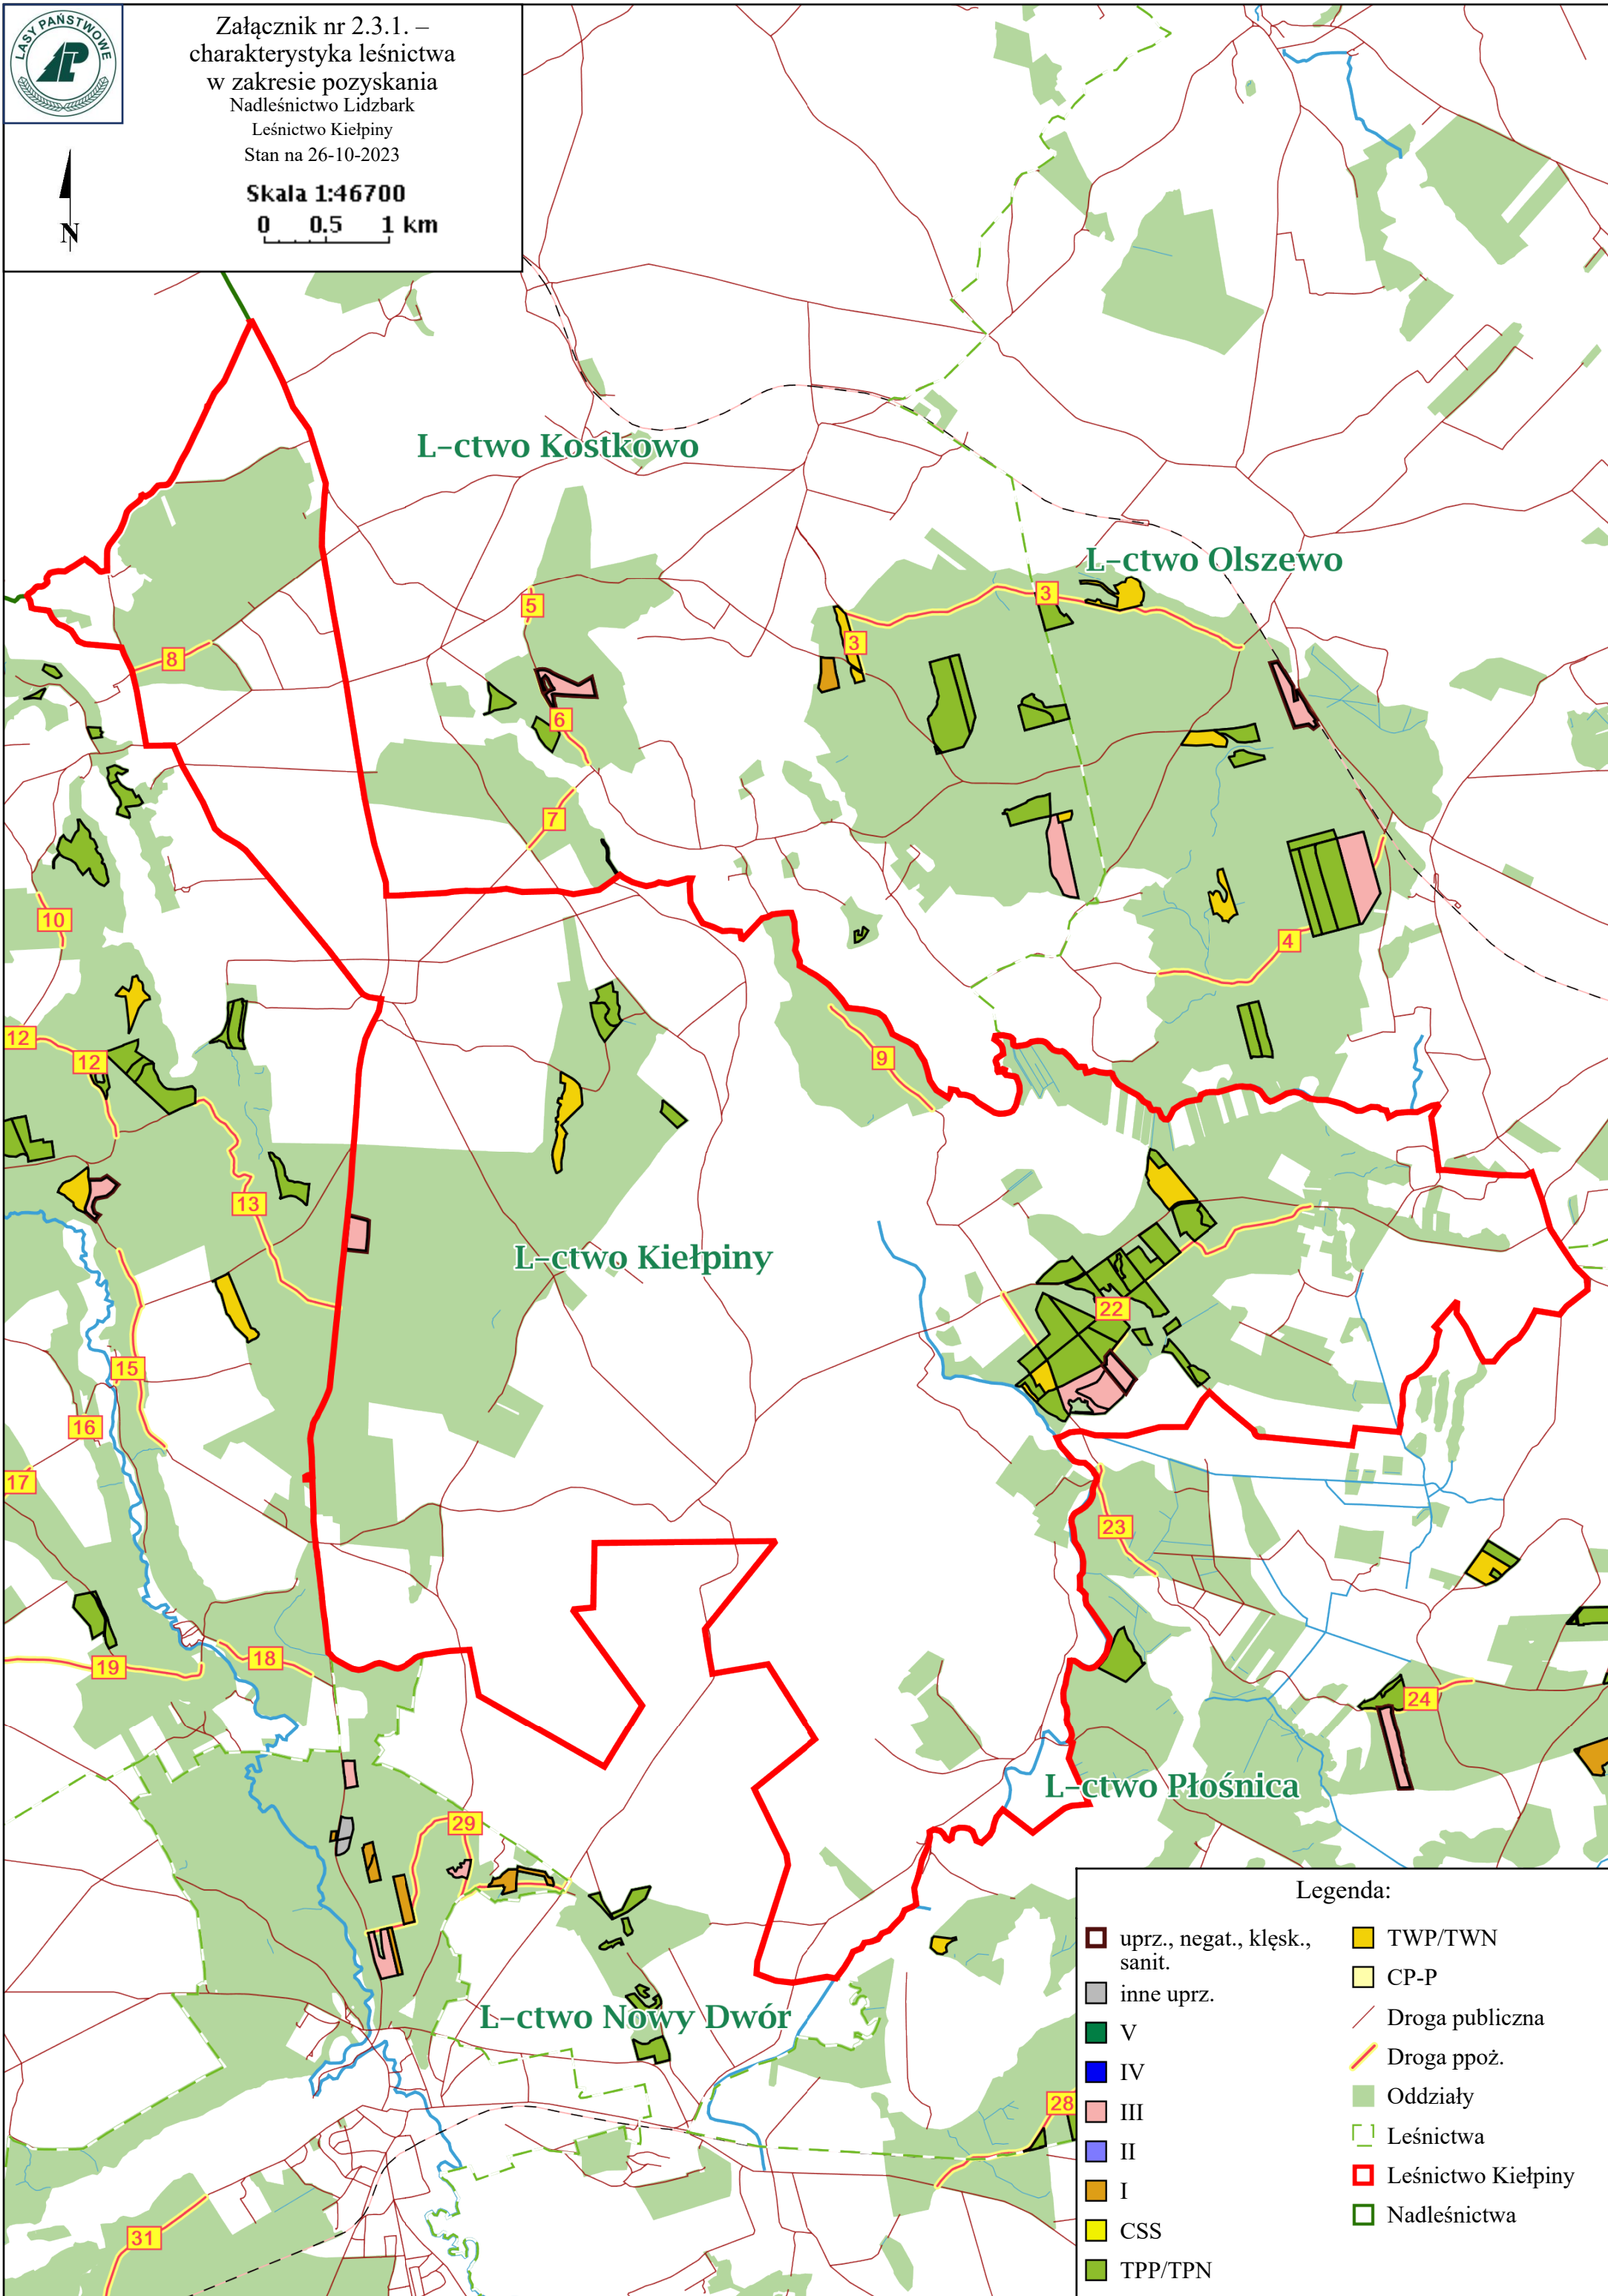 LASY PAŃSTWOWE
LP
Załącznik nr 2.3.1. –
charakterystyka leśnictwa
w zakresie pozyskania
Nadleśnictwo Lidzbark
Leśnictwo Kiełpiny
Stan na 26-10-2023
Skala 1:46700
0 0.5 1 km
N
L-ctwo Kostkowo
L-ctwo Olszewo
3
5
3
8
6
7
10
4
12
12
9
13
L-ctwo Kiełpiny
22
15
16
17
23
18
19
24
L-ctwo Płośnica
29
L-ctwo Nowy Dwór
28
31
Legenda:
uprz., negat., klęsk.,
sanit.
inne uprz.
V
IV
III
II
I
CSS
TPP/TPN
TWP/TWN
CP-P
Droga publiczna
Droga ppoż.
Oddziały
Leśnictwa
Leśnictwo Kiełpiny
Nadleśnictwa